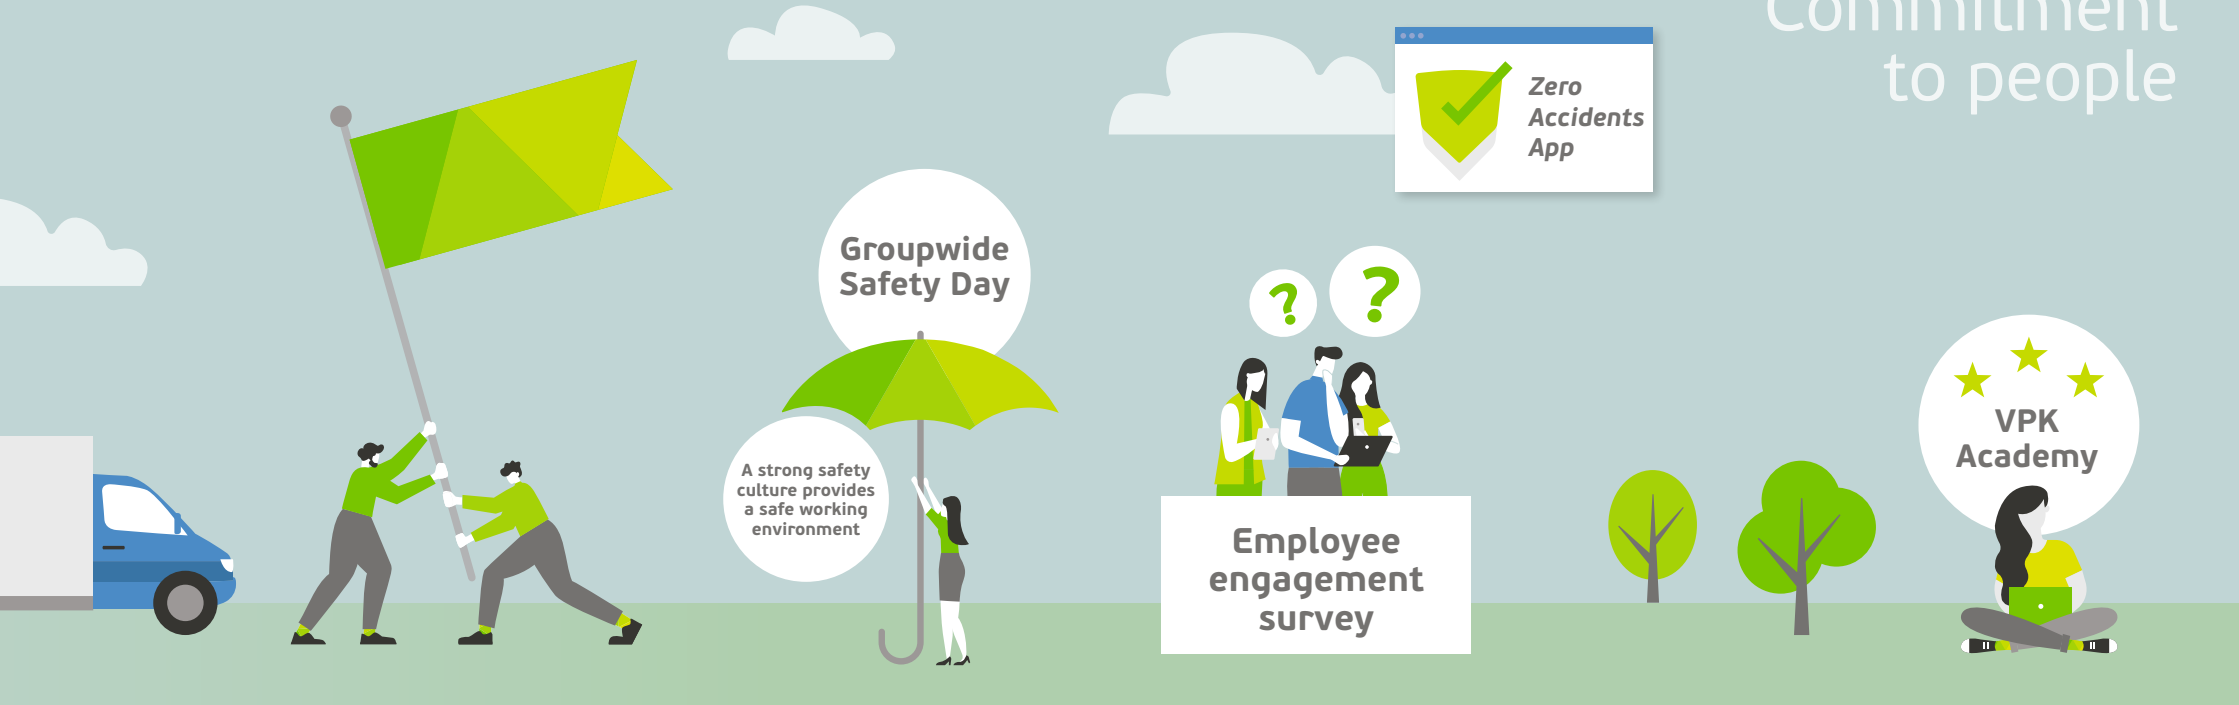 Commitment
to people
Zero
Accidents
App
Groupwide
Safety Day
A strong safety
culture provides
a safe working
environment
?
?
Employee
engagement
survey
VPK
Academy